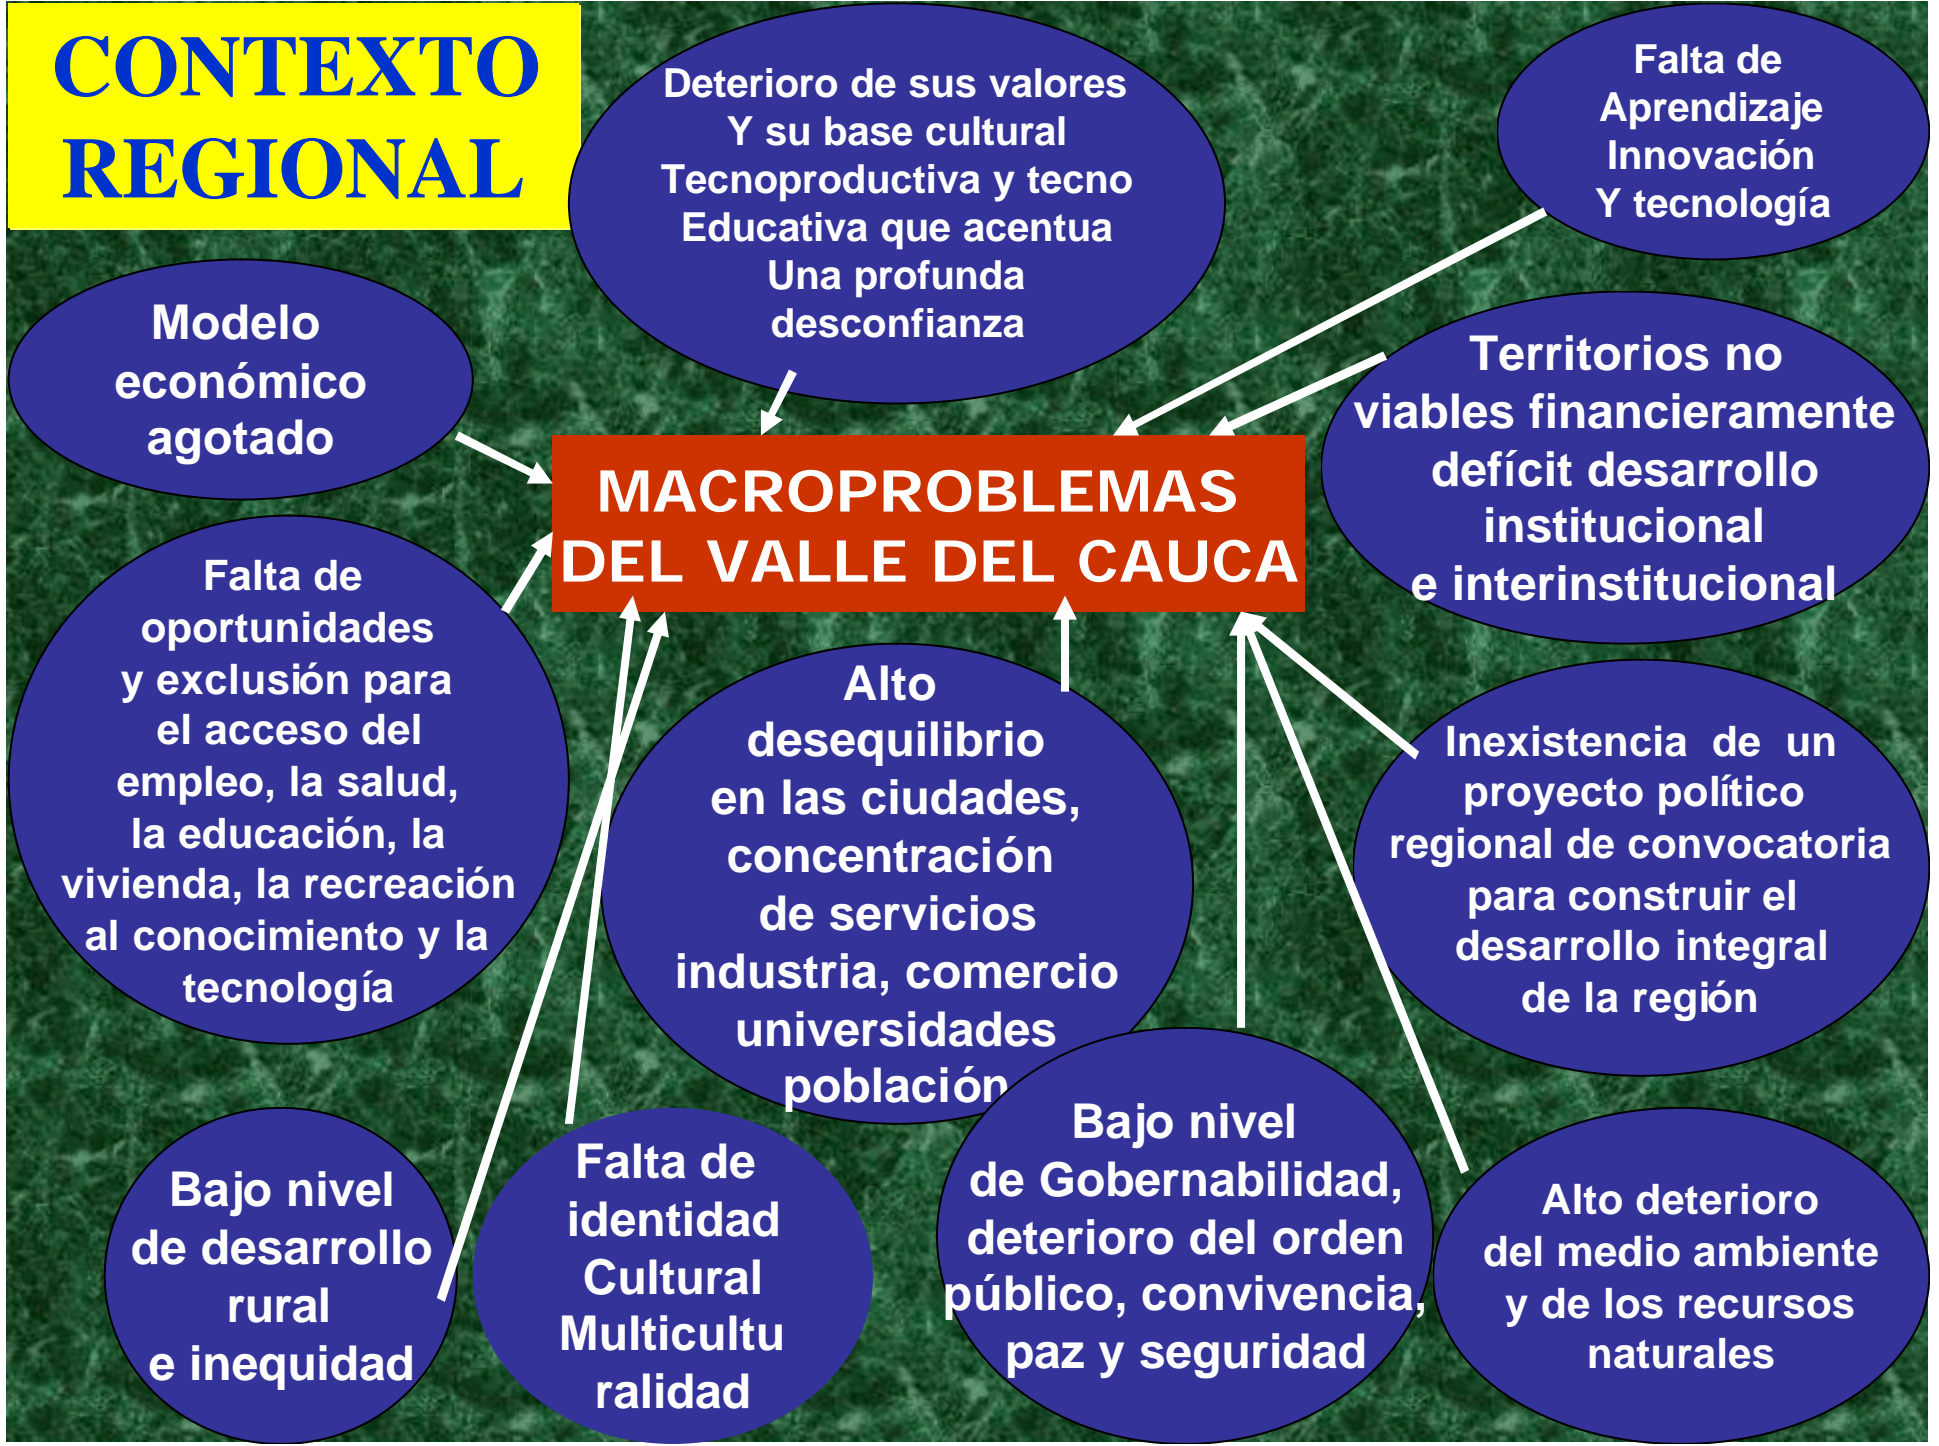 CONTEXTO
REGIONAL
Deterioro de sus valores
Y su base cultural
Tecnoproductiva y tecno
Educativa que acentua
Una profunda
desconfianza
Falta de
Aprendizaje
Innovación
Y tecnología
Modelo
económico
agotado
Territorios no
viables financieramente
defícit desarrollo
institucional
e interinstitucional
MACROPROBLEMAS
DEL VALLE DEL CAUCA
Falta de
oportunidades
y exclusión para
el acceso del
empleo, la salud,
la educación, la
vivienda, la recreación
al conocimiento y la
tecnología
Alto
desequilibrio
en las ciudades,
concentración
de servicios
industria, comercio
universidades
población
Inexistencia de un
proyecto político
regional de convocatoria
para construir el
desarrollo integral
de la región
Bajo nivel
de desarrollo
rural
e inequidad
Falta de
identidad
Cultural
Multicultu
ralidad
Bajo nivel
de Gobernabilidad,
deterioro del orden
público, convivencia,
paz y seguridad
Alto deterioro
del medio ambiente
y de los recursos
naturales